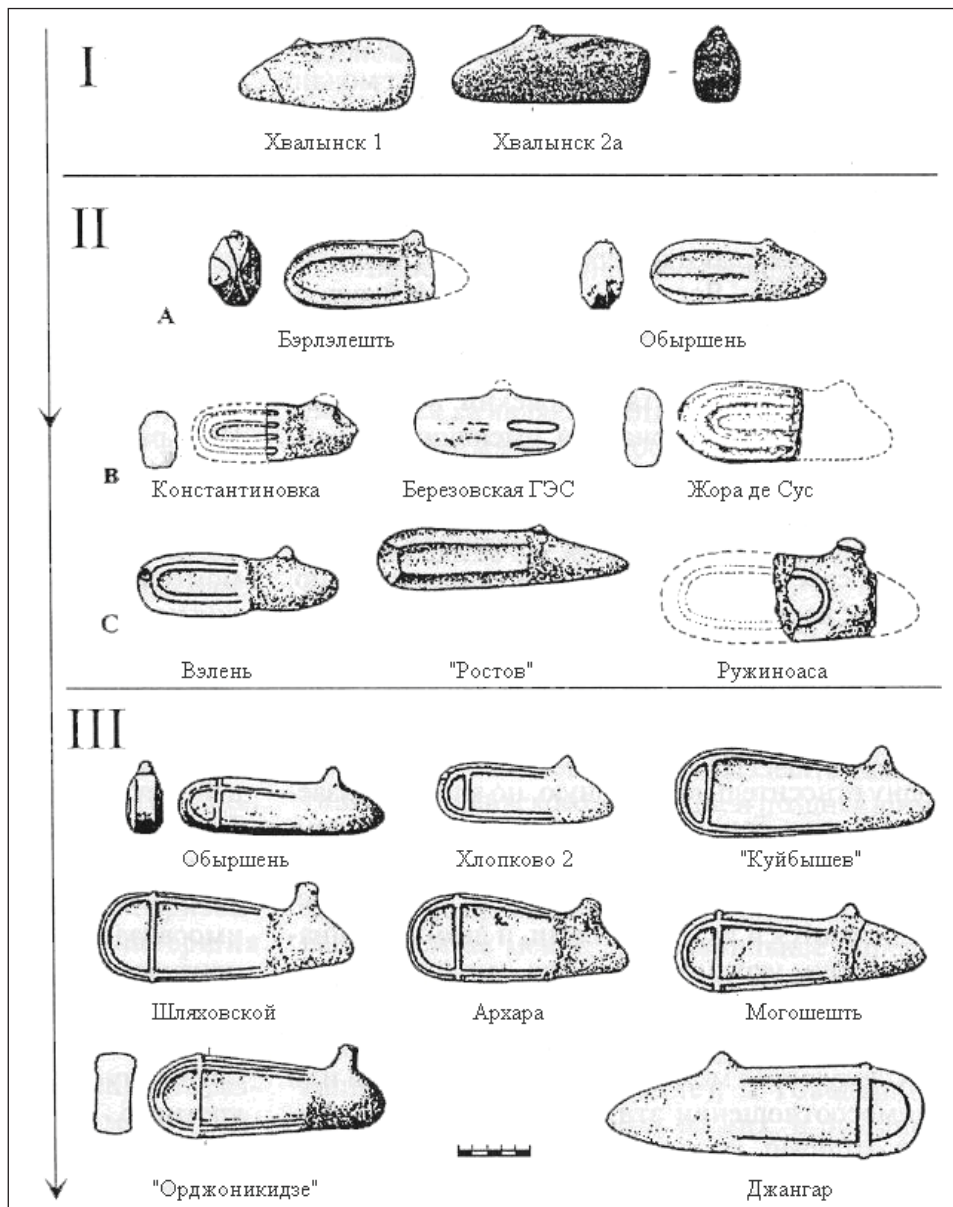 I
Хвалынск 1 Хвалынск 2а
II
А
Бэрлэлешть Обыршень
В
Константиновка Березовская ГЭС Жора де Сус
С
Вэлень "Ростов" Ружиноаса
III
Обыршень Хлопково 2 "Куйбышев"
Шляховской Архара Могошешть
"Орджоникидзе" Джангар